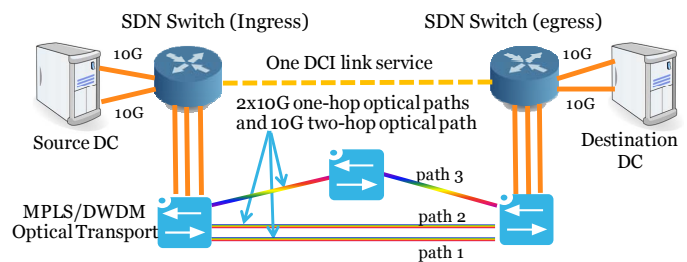 SDN Switch (Ingress)
SDN Switch (egress)
10G
10G
One DCI link service
10G
10G
2x10G one-hop optical paths
and 10G two-hop optical path
Source DC
Destination
DC
path 3
MPLS/DWDM
Optical Transport
path 2
path 1